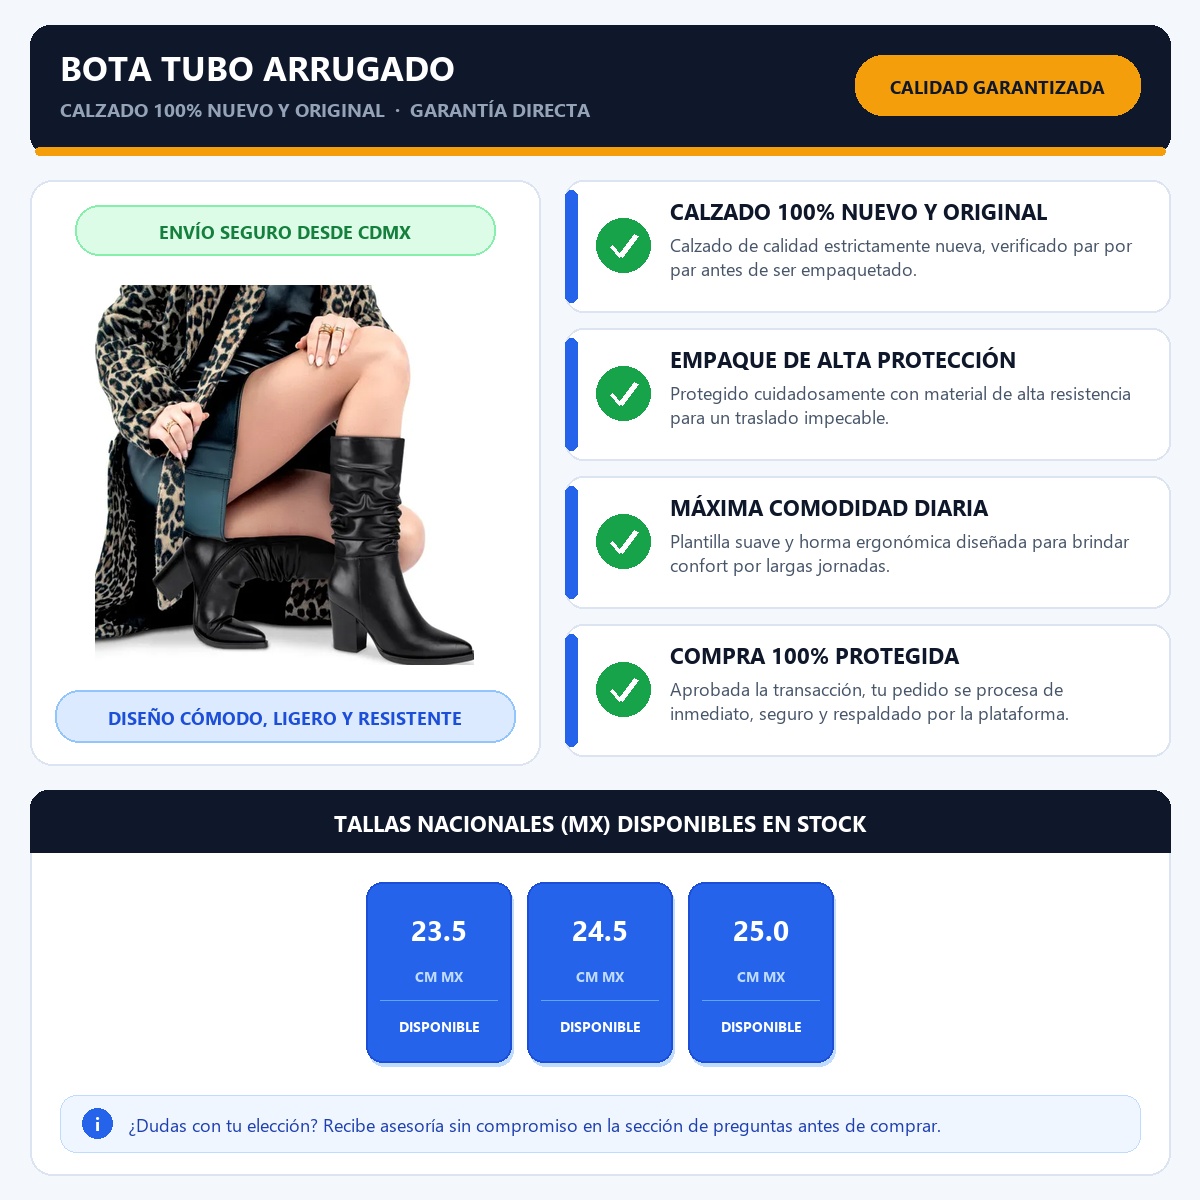 BOTA TUBO ARRUGADO
CALZADO 100% NUEVO Y ORIGINAL · GARANTÍA DIRECTA
CALIDAD GARANTIZADA
ENVÍO SEGURO DESDE CDMX
DISEÑO CÓMODO, LIGERO Y RESISTENTE
CALZADO 100% NUEVO Y ORIGINAL
Calzado de calidad estrictamente nueva, verificado par por
par antes de ser empaquetado.
EMPAQUE DE ALTA PROTECCIÓN
Protegido cuidadosamente con material de alta resistencia
para un traslado impecable.
MÁXIMA COMODIDAD DIARIA
Plantilla suave y horma ergonómica diseñada para brindar
confort por largas jornadas.
COMPRA 100% PROTEGIDA
Aprobada la transacción, tu pedido se procesa de
inmediato, seguro y respaldado por la plataforma.
TALLAS NACIONALES (MX) DISPONIBLES EN STOCK
23.5
CM MX
DISPONIBLE
24.5
CM MX
DISPONIBLE
25.0
CM MX
DISPONIBLE
¿Dudas con tu elección? Recibe asesoría sin compromiso en la sección de preguntas antes de comprar.